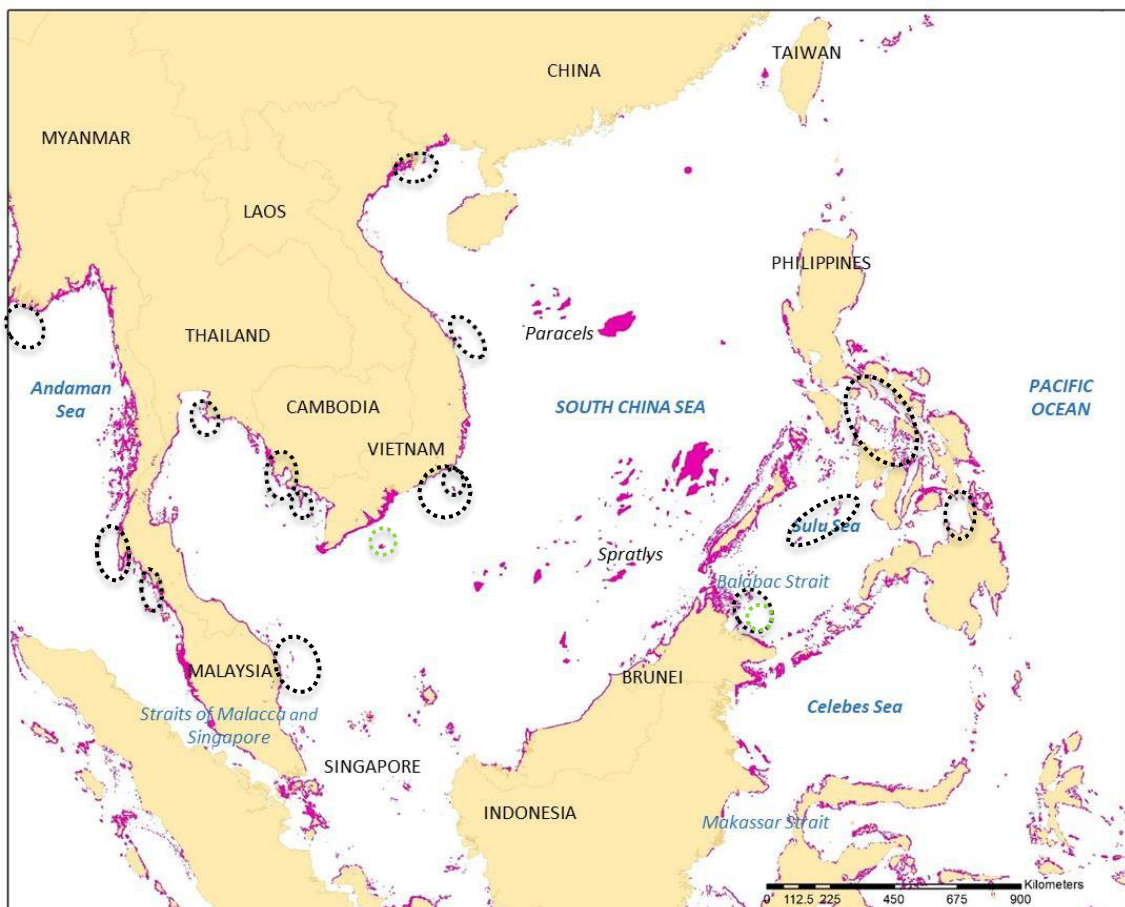 TAIWAN
CHINA
MYANMAR
LAOS
PHILIPPINES
THAILAND
Paracels
Andaman
Sea
CAMBODIA
SOUTH CHINA SEA
PACIFIC
OCEAN
VIETNAM
Sulu Sea
Spratlys
Balabac Strait
MALAYSIA
BRUNEI
Straits of Malacca and
Singapore
Celebes Sea
SINGAPORE
INDONESIA
Makassar Strait
Kilometers
0 112.5 225 450 675 900